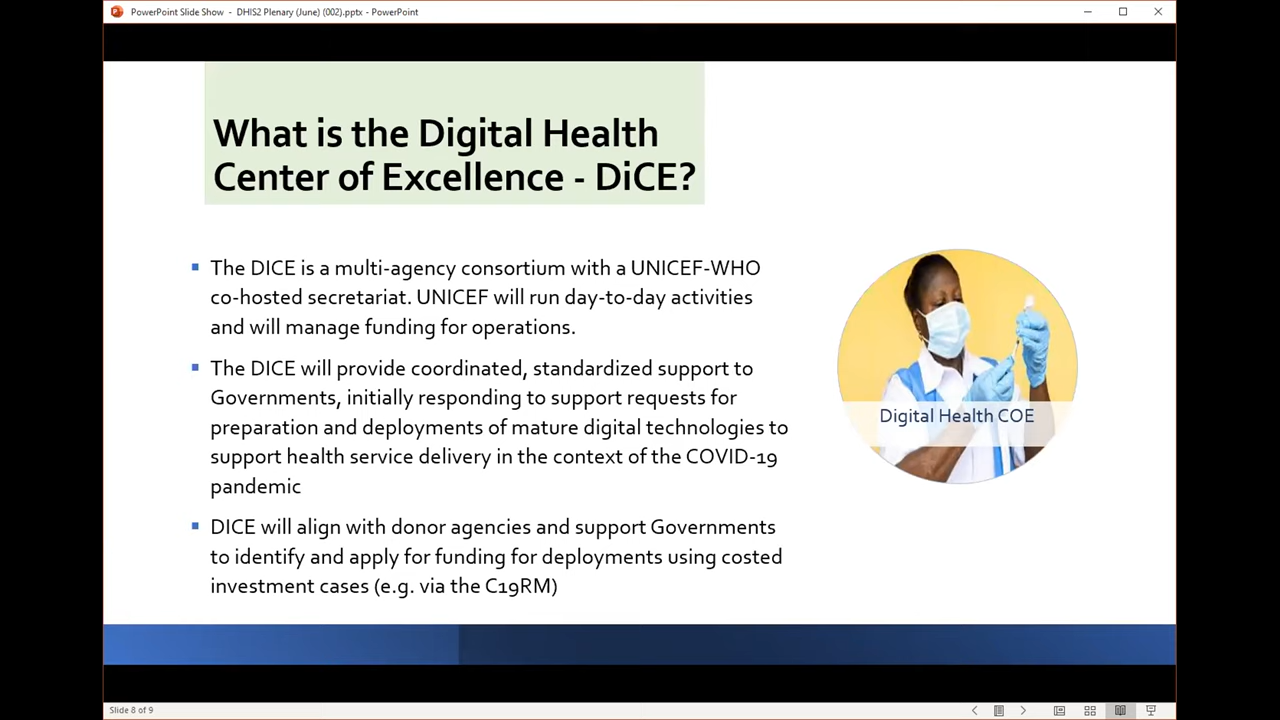 PowerPoint Slide Show - DHIS2 Plenary (June) (002).pptx - PowerPoint
What is the Digital Health
Center of Excellence - DiCE?
The DICE is a multi-agency consortium with a UNICEF-WHO
co-hosted secretariat. UNICEF will run day-to-day activities
and will manage funding for operations.
The DICE will provide coordinated, standardized support to
Governments, initially responding to support requests for
preparation and deployments of mature digital technologies to
support health service delivery in the context of the COVID-19
pandemic
DICE will align with donor agencies and support Governments
to identify and apply for funding for deployments using costed
investment cases (e.g. via the C19RM)
Digital Health COE
Slide 8 of 9